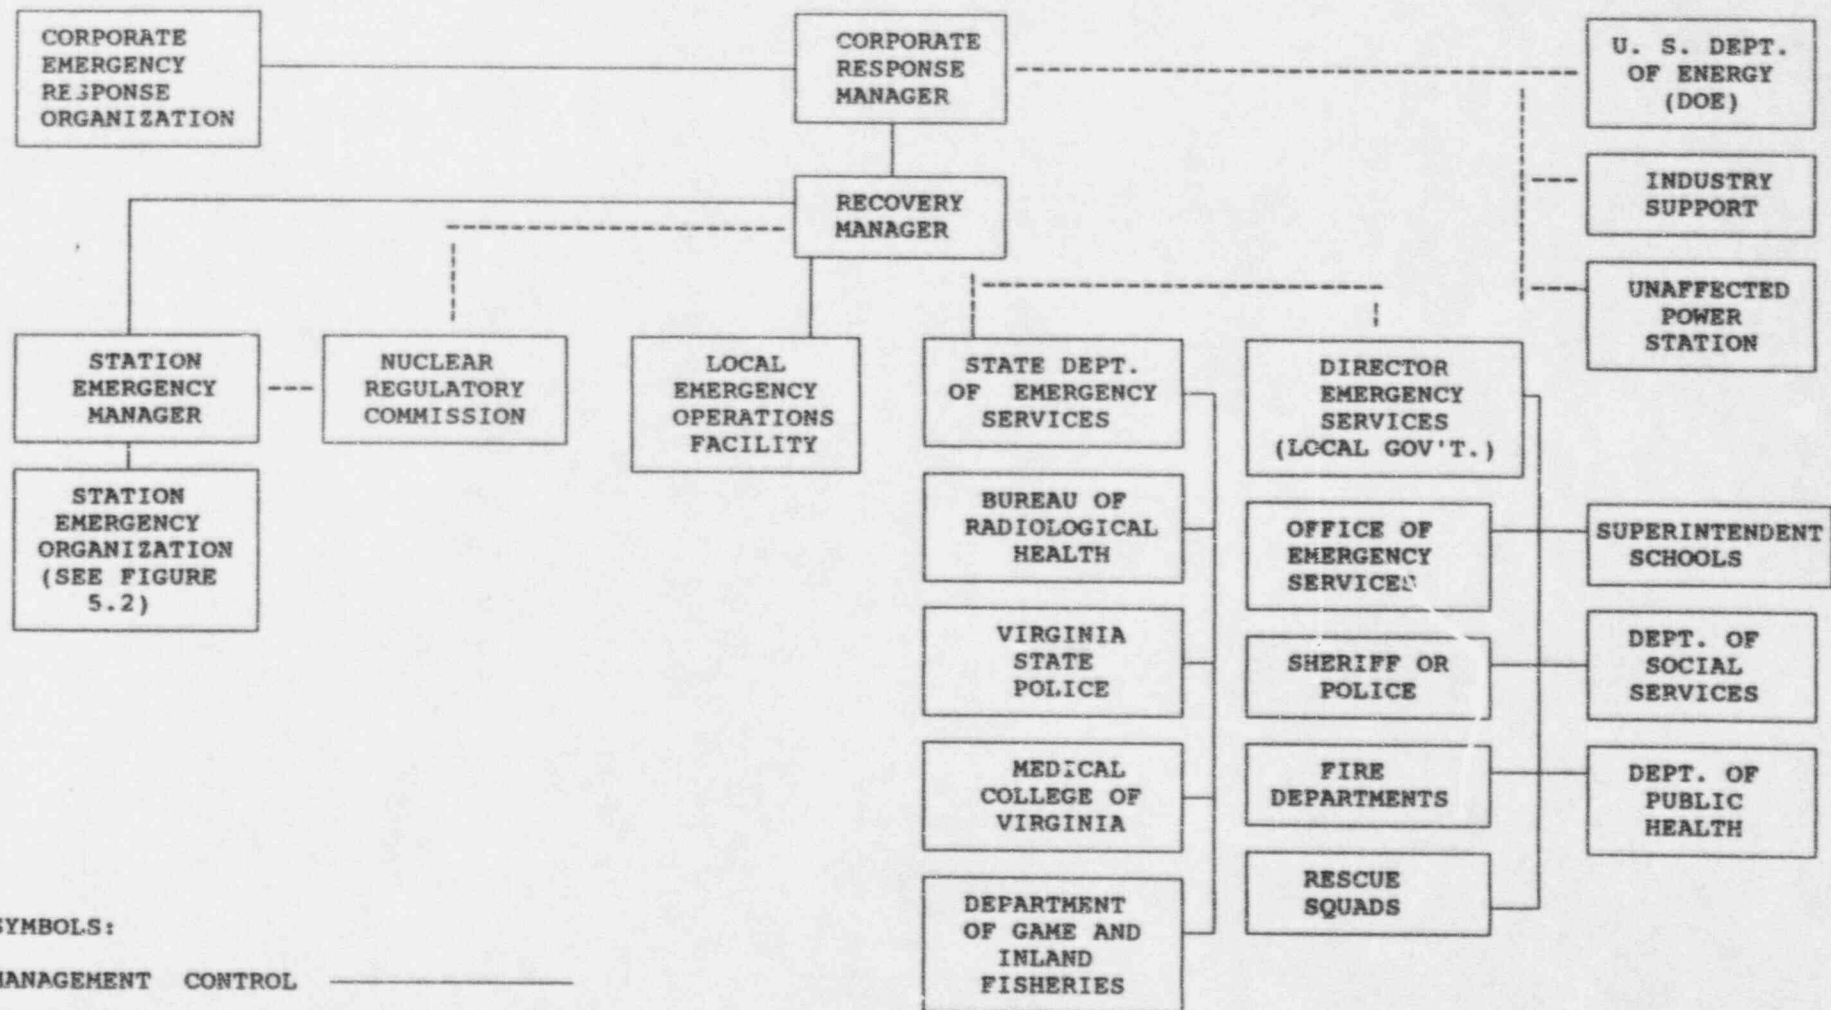 CORPORATE
EMERGENCY
RESPONSE
ORGANIZATION
CORPORATE
RESPONSE
MANAGER
U. S. DEPT.
OF ENERGY
(DOE)
INDUSTRY
SUPPORT
RECOVERY
MANAGER
UNAFFECTED
POWER
STATION
STATION
EMERGENCY
MANAGER
NUCLEAR
REGULATORY
COMMISSION
LOCAL
EMERGENCY
OPERATIONS
FACILITY
STATE DEPT.
OF EMERGENCY
SERVICES
DIRECTOR
EMERGENCY
SERVICES
(LOCAL GOV'T.)
STATION
EMERGENCY
ORGANIZATION
(SEE FIGURE
5.2)
BUREAU OF
RADIOLOGICAL
HEALTH
OFFICE OF
EMERGENCY
SERVICES
SUPERINTENDENT
SCHOOLS
VIRGINIA
STATE
POLICE
SHERIFF OR
POLICE
DEPT. OF
SOCIAL
SERVICES
MEDICAL
COLLEGE OF
VIRGINIA
FIRE
DEPARTMENTS
DEPT. OF
PUBLIC
HEALTH
DEPARTMENT
OF GAME AND
INLAND
FISHERIES
RESCUE
SQUADS
SYMBOLS:
MANAGEMENT CONTROL